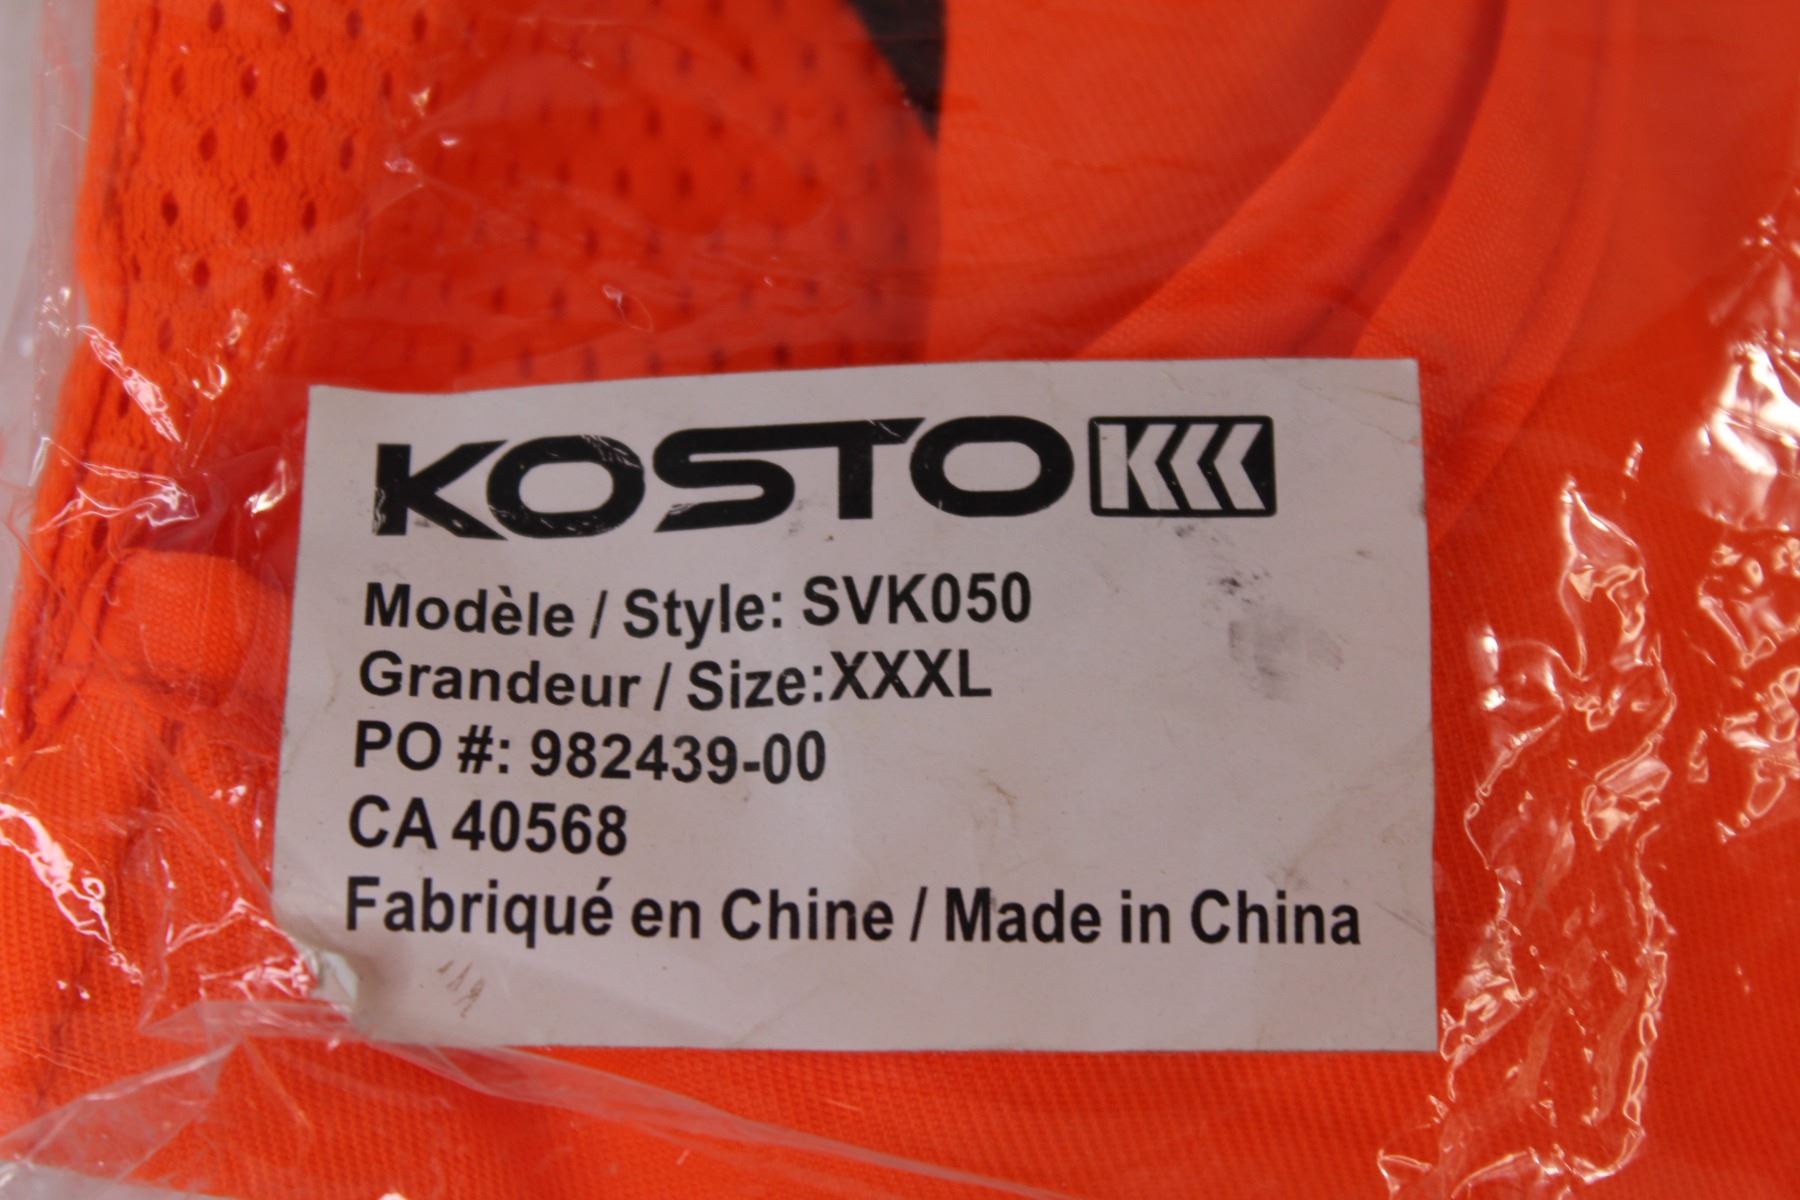 KOSTO
Modèle / Style: SVK050
Grandeur / Size:XXXL
PO #: 982439-00
CA 40568
Fabriqué en Chine / Made in China